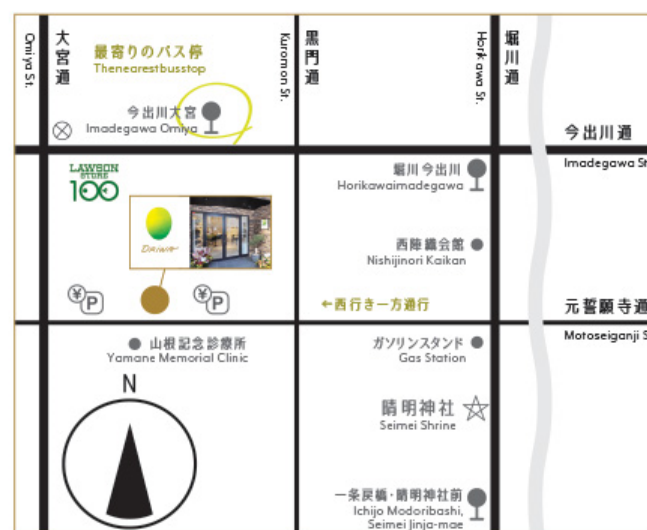 Omiya St.
大宮通
最寄りのバス停
Thenearestbusstop
今出川大宮
Imadegawa Omiya
Kuromon St.
黒門通
Horikawa St.
堀川通
今出川通
Imadegawa St
LAWSON
STORE
100
DAIWA
堀川今出川
Horikawaimadegawa
西陣織会館
Nishijinori Kaikan
¥P
¥P
←西行き一方通行
元誓願寺通
Motoseiganji S
山根記念診療所
Yamane Memorial Clinic
ガソリンスタンド
Gas Station
晴明神社
Seimei Shrine
N
一条戻橋・晴明神社前
Ichijo Modoribashi,
Seimei Jinja-mae